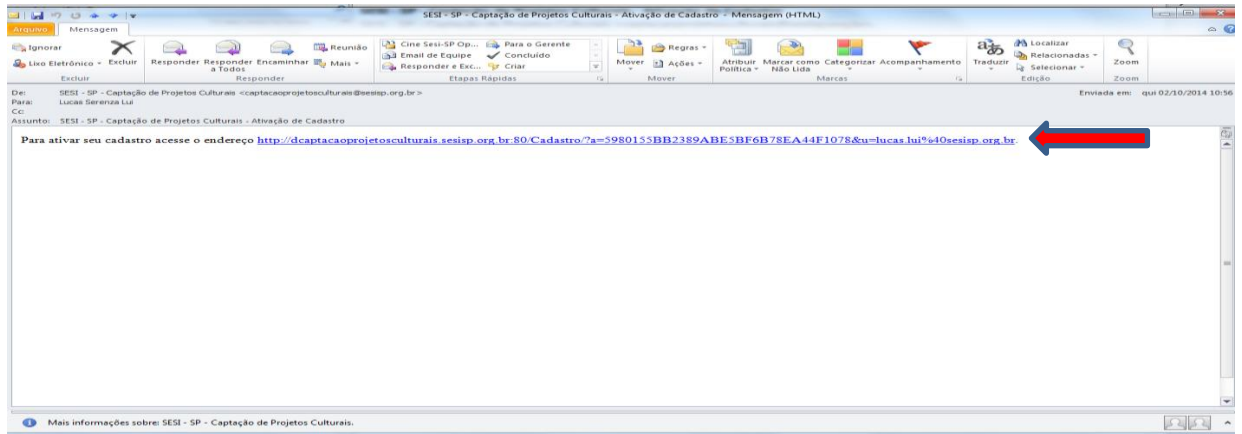 SESI - SP - Captação de Projetos Culturais - Ativação de Cadastro - Mensagem (HTML)
Arquivo Mensagem
Ignorar
Lixo Eletrônico
Excluir
Responder
Responder a Todos
Encaminhar
Reunião
Mais
Cine Sesi-SP Op...
Email de Equipe
Responder e Exc...
Para o Gerente
Concluído
Criar
Mover
Regras
Ações
Atribuir Política
Marcar como Não Lida
Categorizar
Acompanhamento
Traduzir
Localizar
Relacionadas
Selecionar
Zoom
Excluir Responder Etapas Rápidas Mover Marcas Edição Zoom
De: SESI - SP - Captação de Projetos Culturais <captacaoprojetosculturais@sesisp.org.br> Enviada em: qui 02/10/2014 10:56
Para: Lucas Serenza Lui
Cc:
Assunto: SESI - SP - Captação de Projetos Culturais - Ativação de Cadastro
Para ativar seu cadastro acesse o endereço http://dcaptacaoprojetosculturais.sesisp.org.br:80/Cadastro/?a=5980155BB2389ABE5BF6B78EA44F1078&u=lucas.lui%40sesisp.org.br.
Mais informações sobre: SESI - SP - Captação de Projetos Culturais.